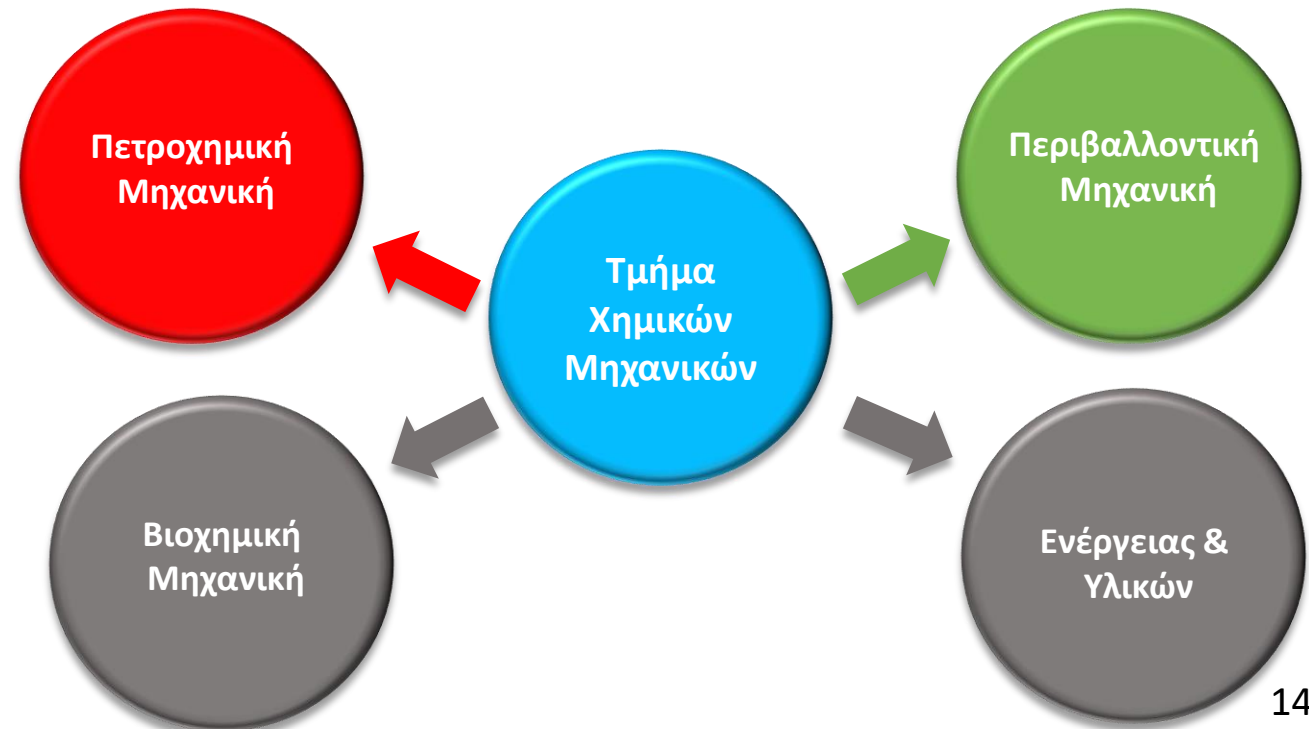 Πετροχημική
Μηχανική
Περιβαλλοντική
Μηχανική
Τμήμα
Χημικών
Μηχανικών
Βιοχημική
Μηχανική
Ενέργειας &
Υλικών
14